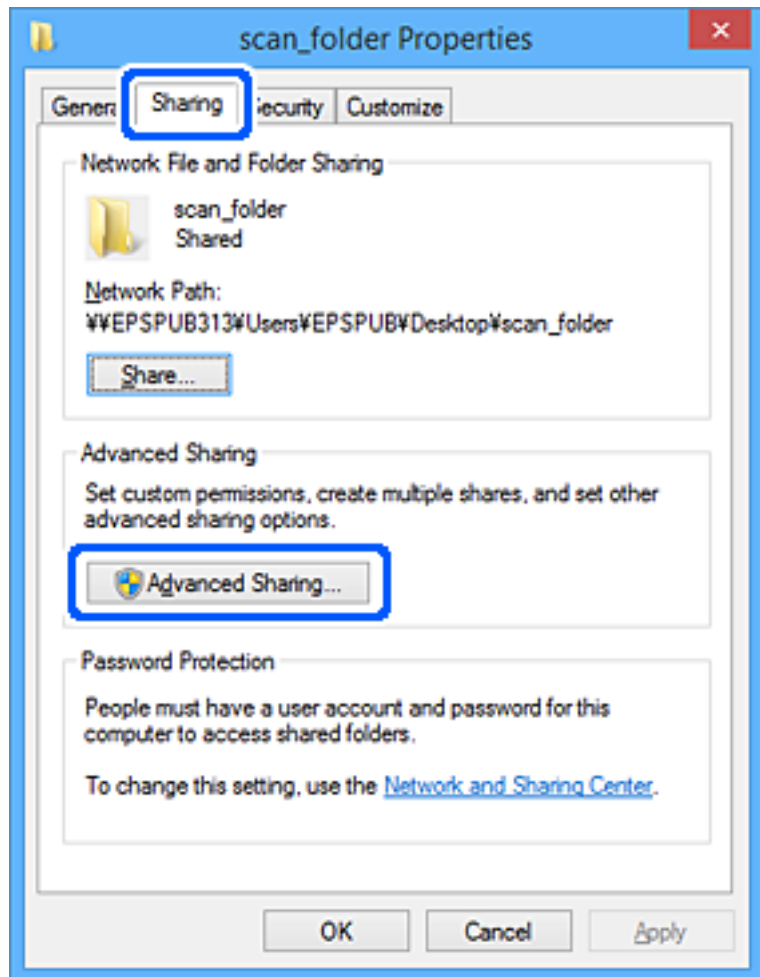 scan_folder Properties
General Sharing Security Customize
Network File and Folder Sharing
scan_folder
Shared
Network Path:
¥¥EPSPUB313¥Users¥EPSPUB¥Desktop¥scan_folder
Share...
Advanced Sharing
Set custom permissions, create multiple shares, and set other
advanced sharing options.
Advanced Sharing...
Password Protection
People must have a user account and password for this
computer to access shared folders.
To change this setting, use the Network and Sharing Center.
OK Cancel Apply